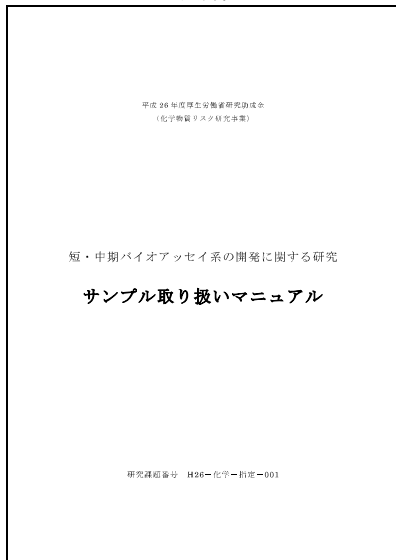 平成 26 年度厚生労働省研究助成金
（化学物質リスク研究事業）
短・中期バイオアッセイ系の開発に関する研究
サンプル取り扱いマニュアル
研究課題番号　H26－化学－指定－001